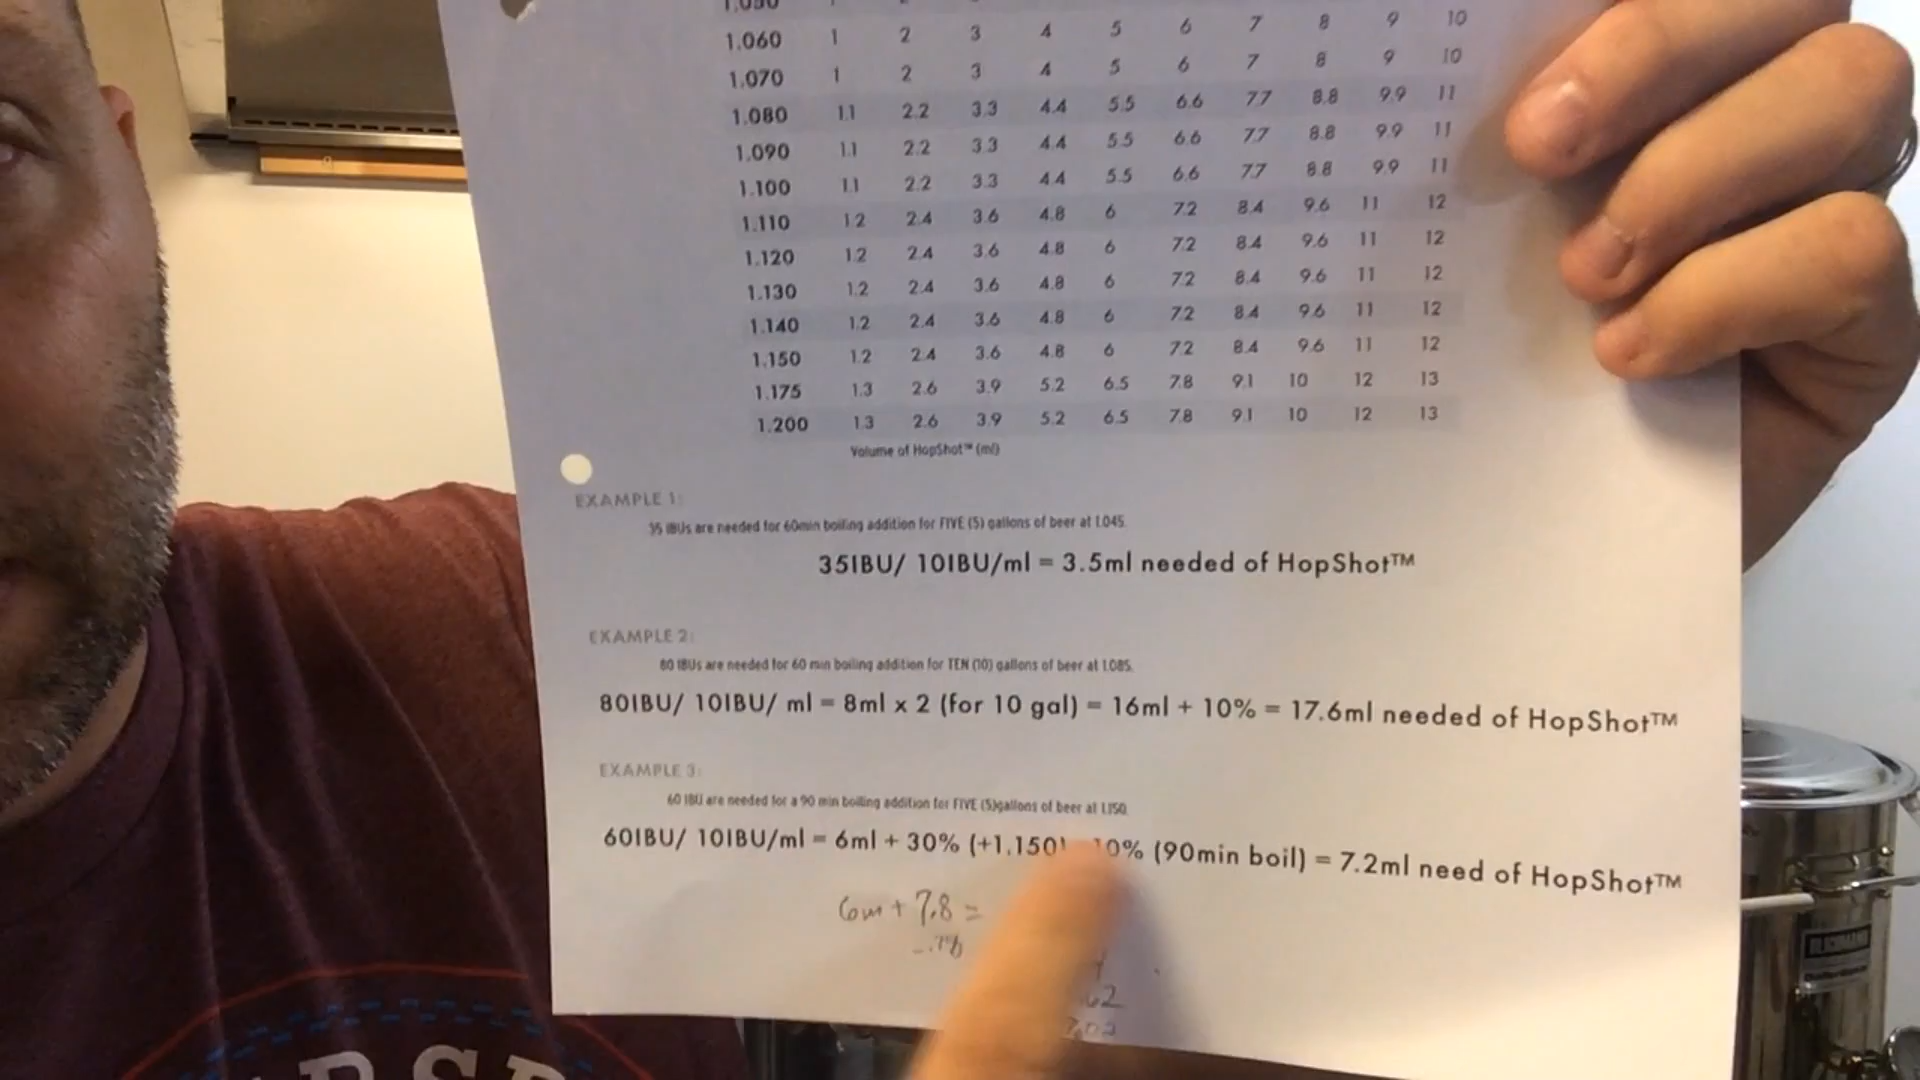 1.050
1.060 1 2 3 4 5 6 7 8 9 10
1.070 1 2 3 4 5 6 7 8 9 10
1.080 1.1 2.2 3.3 4.4 5.5 6.6 7.7 8.8 9.9 11
1.090 1.1 2.2 3.3 4.4 5.5 6.6 7.7 8.8 9.9 11
1.100 1.1 2.2 3.3 4.4 5.5 6.6 7.7 8.8 9.9 11
1.110 1.2 2.4 3.6 4.8 6 7.2 8.4 9.6 11 12
1.120 1.2 2.4 3.6 4.8 6 7.2 8.4 9.6 11 12
1.130 1.2 2.4 3.6 4.8 6 7.2 8.4 9.6 11 12
1.140 1.2 2.4 3.6 4.8 6 7.2 8.4 9.6 11 12
1.150 1.2 2.4 3.6 4.8 6 7.2 8.4 9.6 11 12
1.175 1.3 2.6 3.9 5.2 6.5 7.8 9.1 10 12 13
1.200 1.3 2.6 3.9 5.2 6.5 7.8 9.1 10 12 13
Volume of HopShot™ (ml)
EXAMPLE 1:
35 IBUs are needed for 60min boiling addition for FIVE (5) gallons of beer at 1.045.
35IBU/ 10IBU/ml = 3.5ml needed of HopShot™
EXAMPLE 2:
80 IBUs are needed for 60 min boiling addition for TEN (10) gallons of beer at 1.085.
80IBU/ 10IBU/ ml = 8ml x 2 (for 10 gal) = 16ml + 10% = 17.6ml needed of HopShot™
EXAMPLE 3:
60 IBU are needed for a 90 min boiling addition for FIVE (5)gallons of beer at 1.150.
60IBU/ 10IBU/ml = 6ml + 30% (+1.150) 10% (90min boil) = 7.2ml need of HopShot™
6m + 7.8 =
-.78
62
7.02